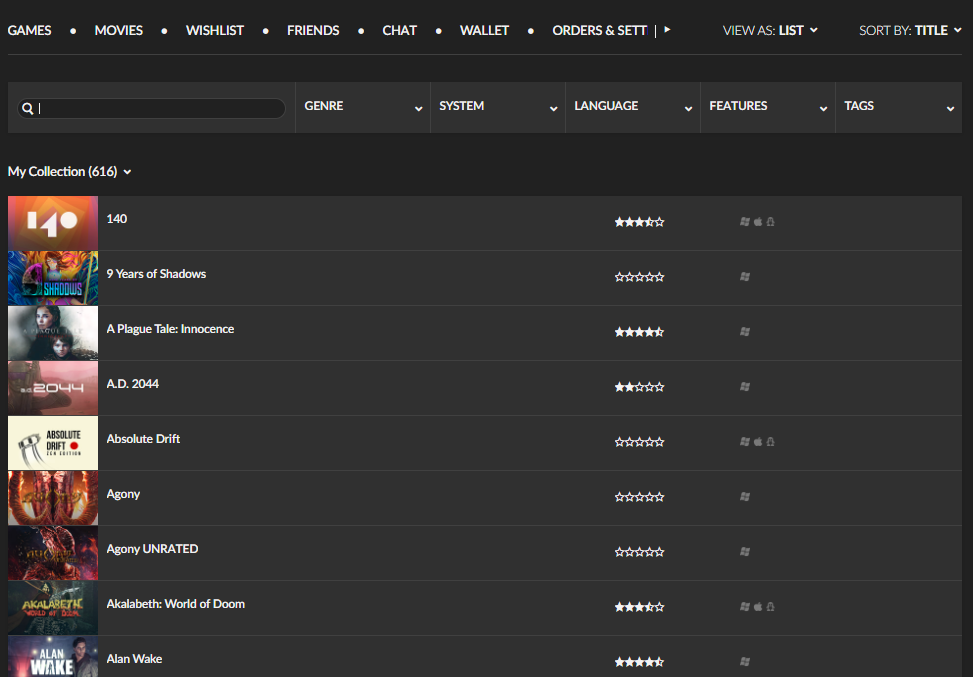 GAMES • MOVIES • WISHLIST • FRIENDS • CHAT • WALLET • ORDERS & SETT
VIEW AS: LIST
SORT BY: TITLE
GENRE
SYSTEM
LANGUAGE
FEATURES
TAGS
My Collection (616)
140
140
SHADOWS
9 Years of Shadows
A PLAGUE TALE
A Plague Tale: Innocence
2044
A.D. 2044
ABSOLUTE
DRIFT
ZEN EDITION
Absolute Drift
Agony
Agony UNRATED
AKALABETH
WORLD OF DOOM
Akalabeth: World of Doom
ALAN
WAKE
Alan Wake